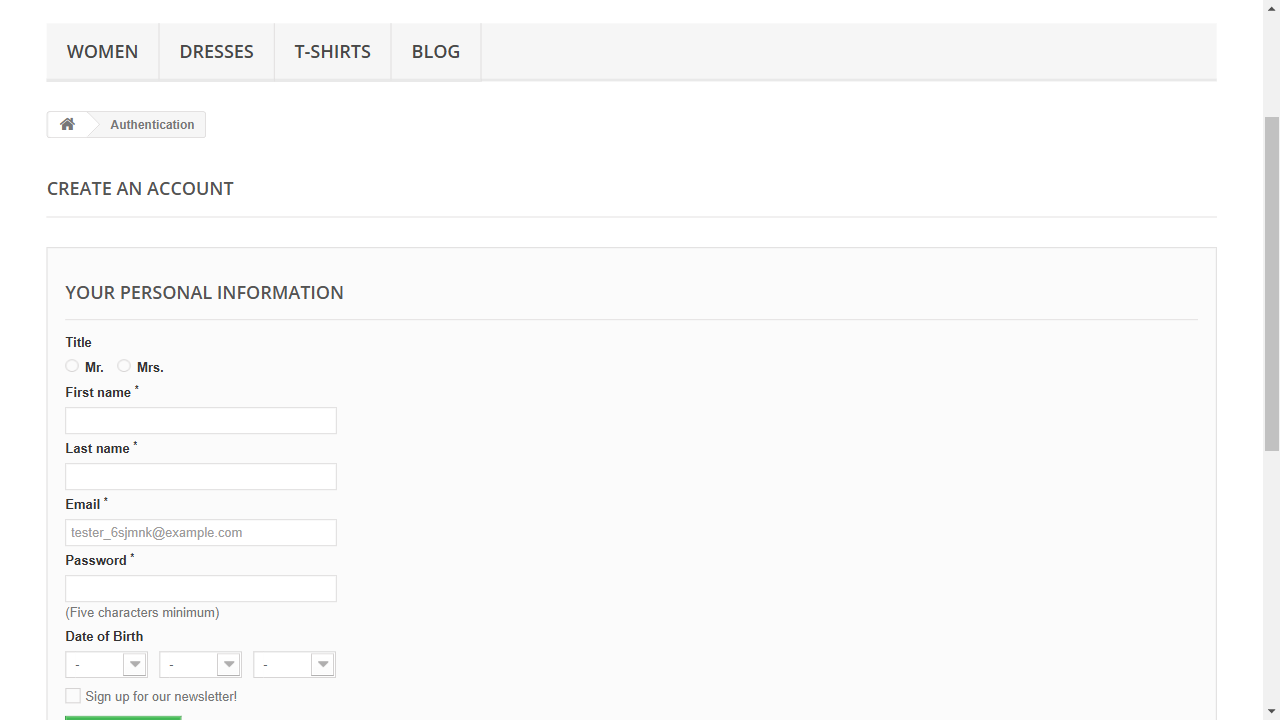 WOMEN DRESSES T-SHIRTS BLOG
Authentication
CREATE AN ACCOUNT
YOUR PERSONAL INFORMATION
Title
Mr. Mrs.
First name *
Last name *
Email *
tester_6sjmnk@example.com
Password *
(Five characters minimum)
Date of Birth
- - -
Sign up for our newsletter!